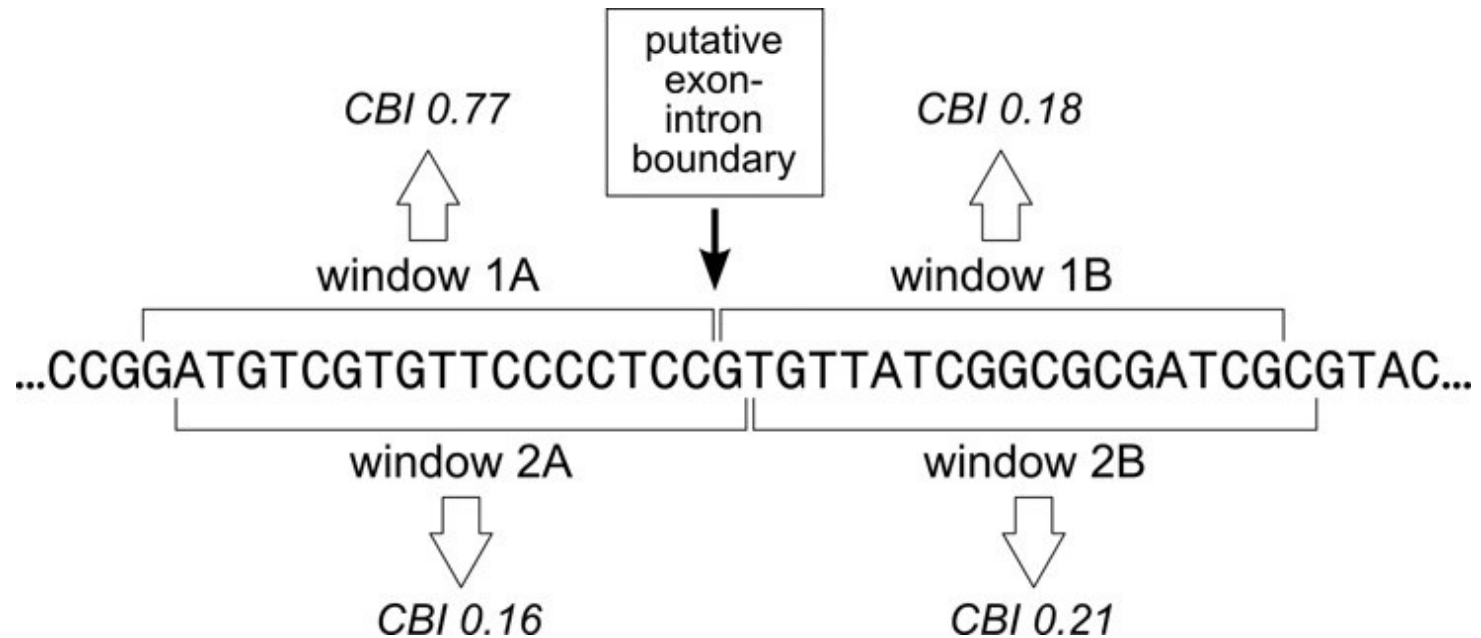 putative
exon-
intron
boundary
CBI 0.77
CBI 0.18
window 1A
window 1B
...CCGGATGTCGTGTTCCCCTCCGTGTTATCGGCGCGATCGCGTAC...
window 2A
window 2B
CBI 0.16
CBI 0.21